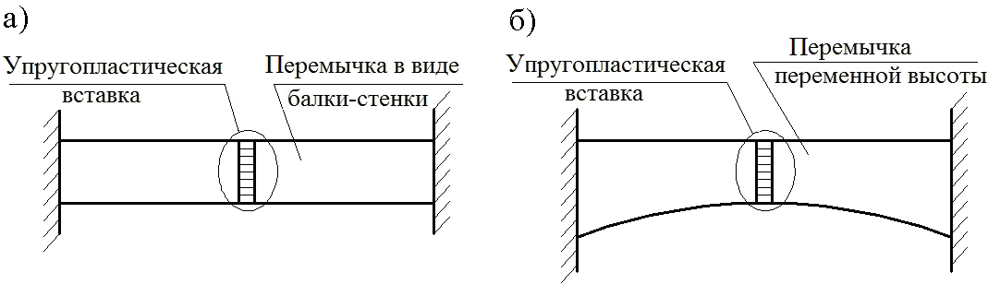 а)
Упругопластическая
вставка
Перемычка в виде
балки-стенки
б)
Упругопластическая
вставка
Перемычка
переменной высоты